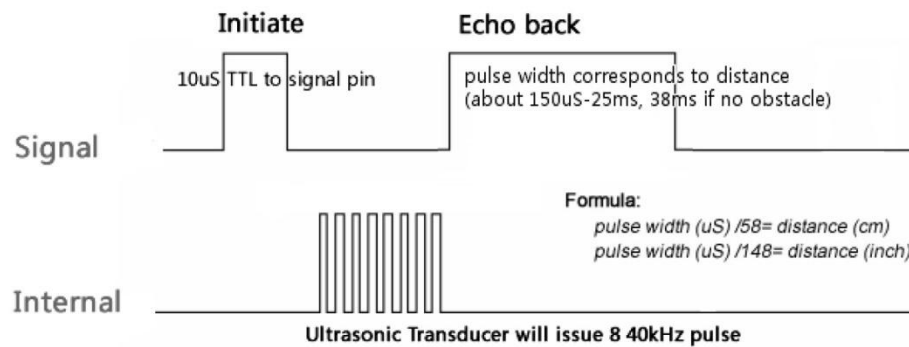 Initiate
Echo back
10uS TTL to signal pin
pulse width corresponds to distance
(about 150uS-25ms, 38ms if no obstacle)
Signal
Formula:
pulse width (uS) /58= distance (cm)
pulse width (uS) /148= distance (inch)
Internal
Ultrasonic Transducer will issue 8 40kHz pulse